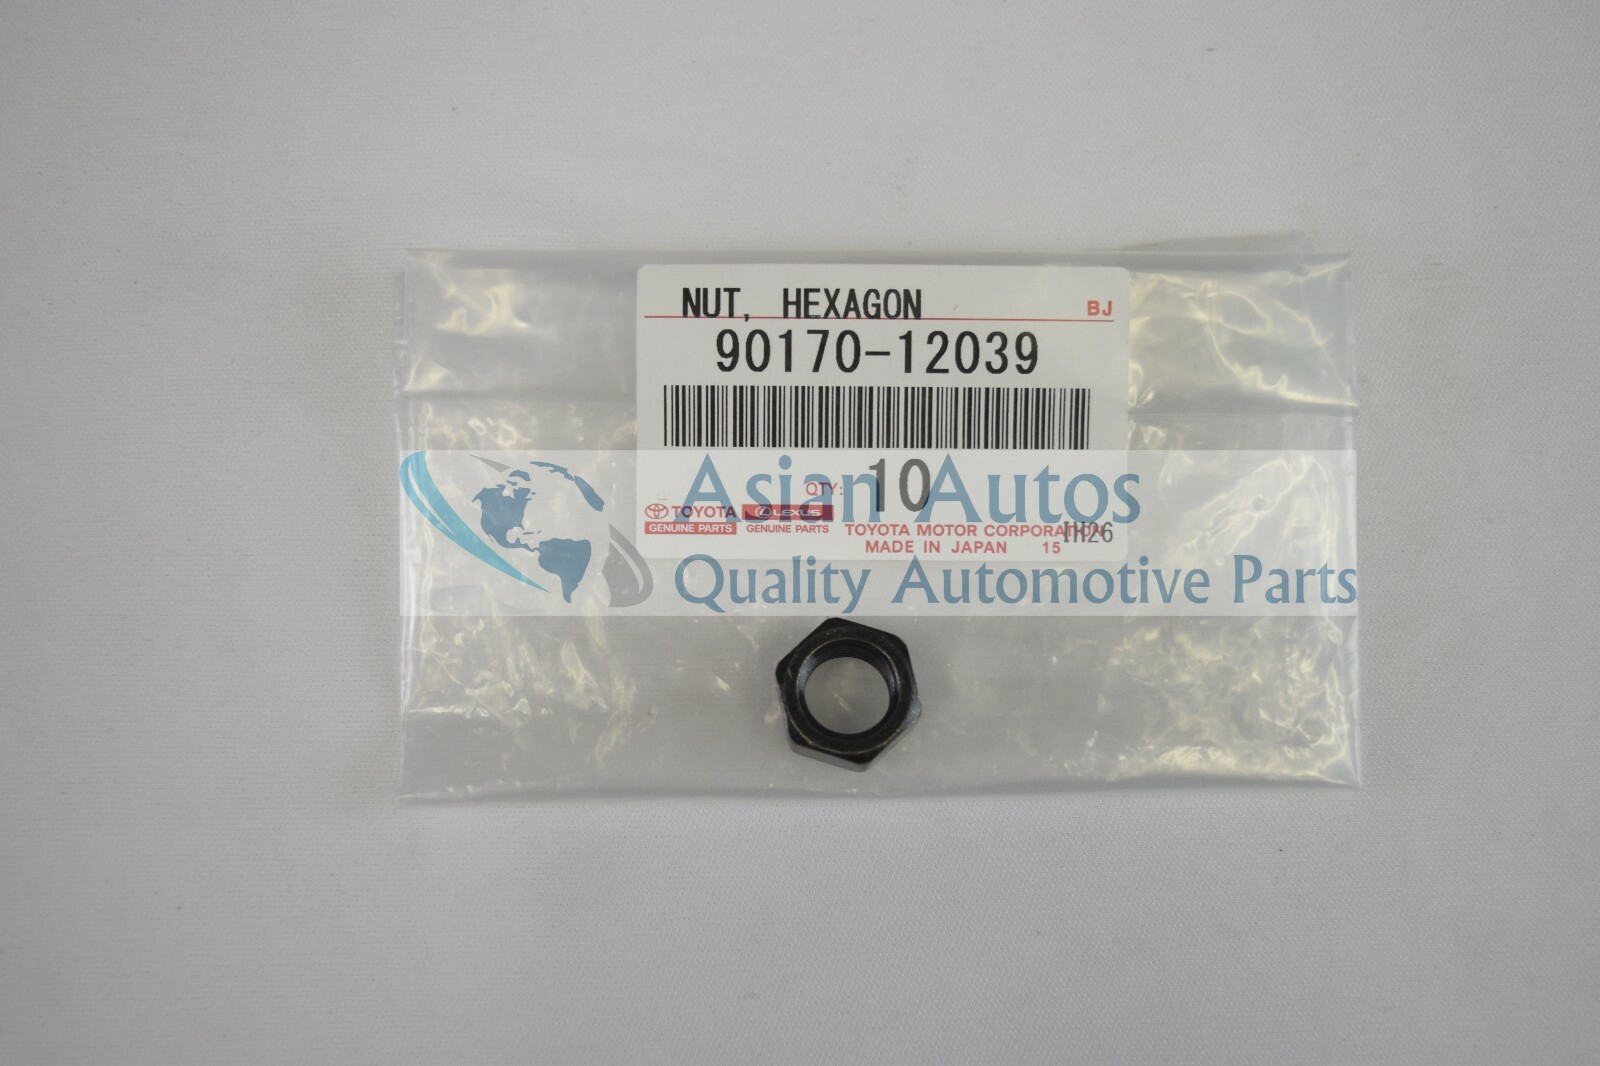 NUT, HEXAGON
BJ
90170-12039
QTY: 10
Asian Autos
TOYOTA LEXUS
GENUINE PARTS GENUINE PARTS
TOYOTA MOTOR CORPORATION
IH26
MADE IN JAPAN 15
Quality Automotive Parts